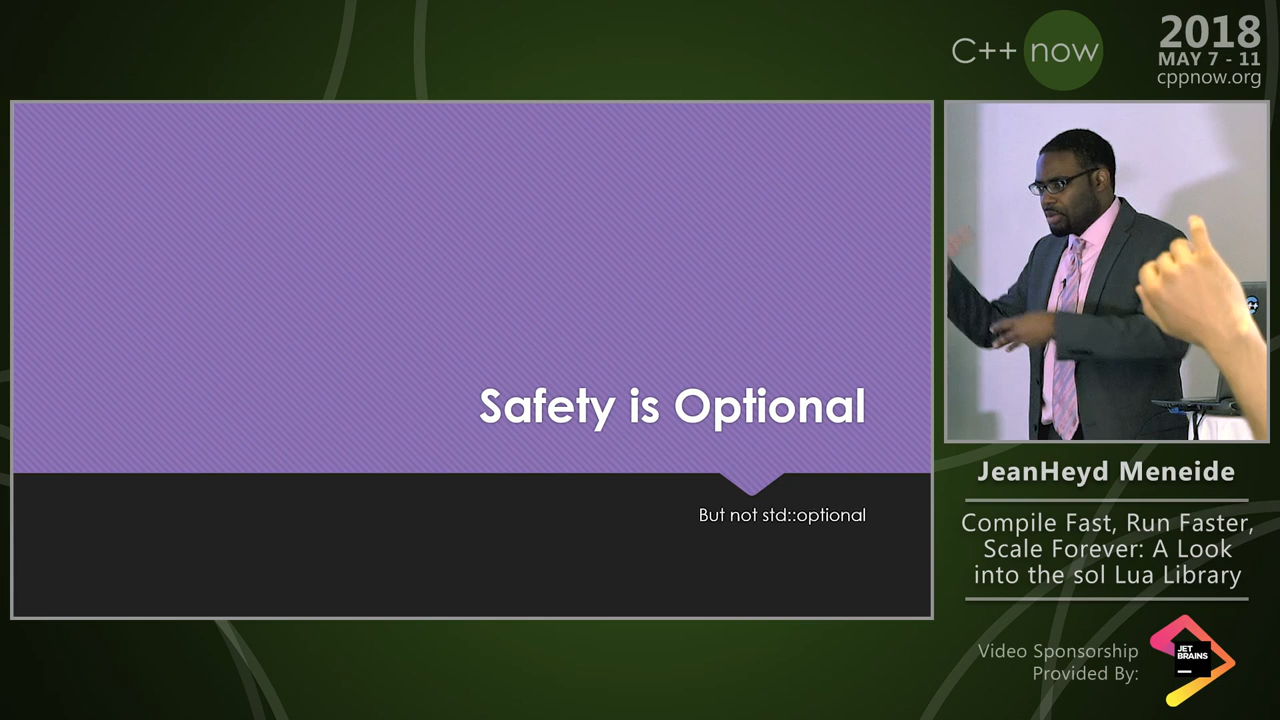 C++ now
2018
MAY 7 - 11
cppnow.org
Safety is Optional
But not std::optional
JeanHeyd Meneide
Compile Fast, Run Faster,
Scale Forever: A Look
into the sol Lua Library
Video Sponsorship
Provided By:
JET
BRAINS